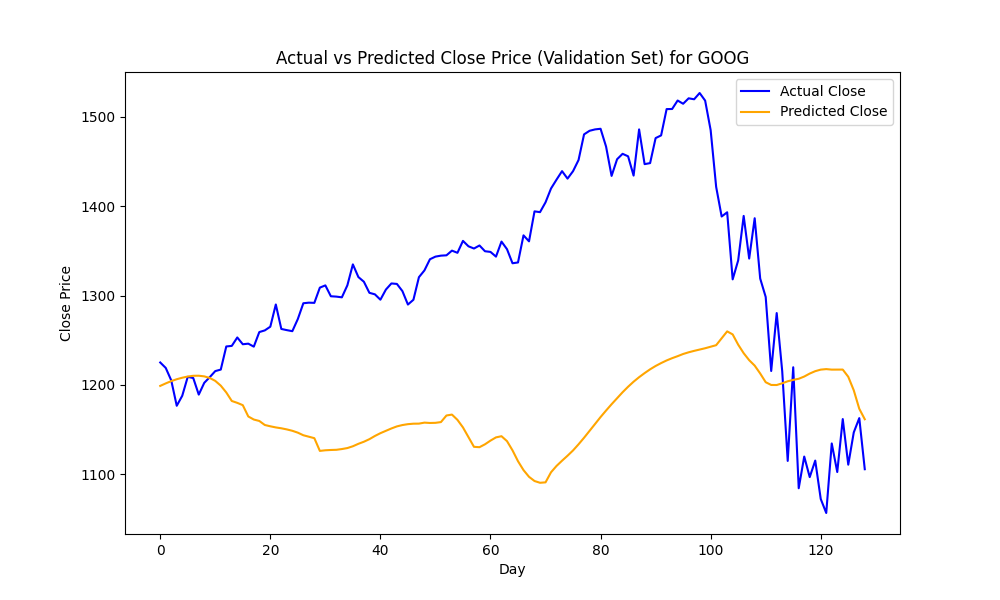 Actual vs Predicted Close Price (Validation Set) for GOOG
Actual Close
Predicted Close
Close Price
1500
1400
1300
1200
1100
0 20 40 60 80 100 120
Day